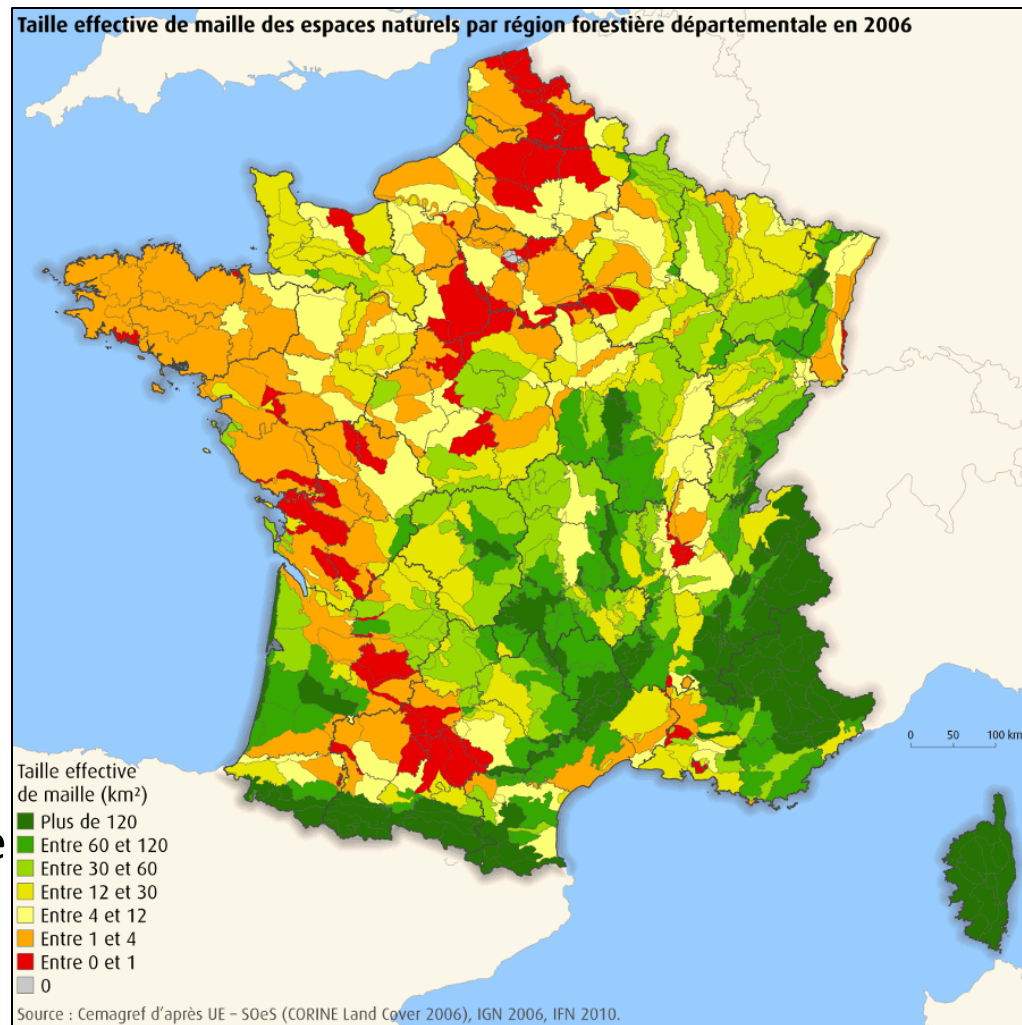 Taille effective de maille des espaces naturels par région forestière départementale en 2006
0 50 100 km
Taille effective
de maille (km²)
Plus de 120
Entre 60 et 120
Entre 30 et 60
Entre 12 et 30
Entre 4 et 12
Entre 1 et 4
Entre 0 et 1
0
Source : Cemagref d'après UE – SOeS (CORINE Land Cover 2006), IGN 2006, IFN 2010.